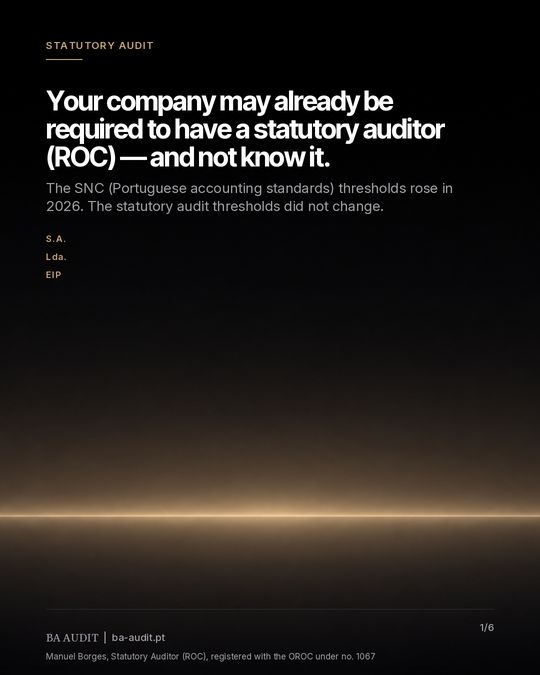 STATUTORY AUDIT
Your company may already be
required to have a statutory auditor
(ROC) — and not know it.
The SNC (Portuguese accounting standards) thresholds rose in
2026. The statutory audit thresholds did not change.
S.A.
Lda.
EIP
1/6
BA AUDIT | ba-audit.pt
Manuel Borges, Statutory Auditor (ROC), registered with the OROC under no. 1067